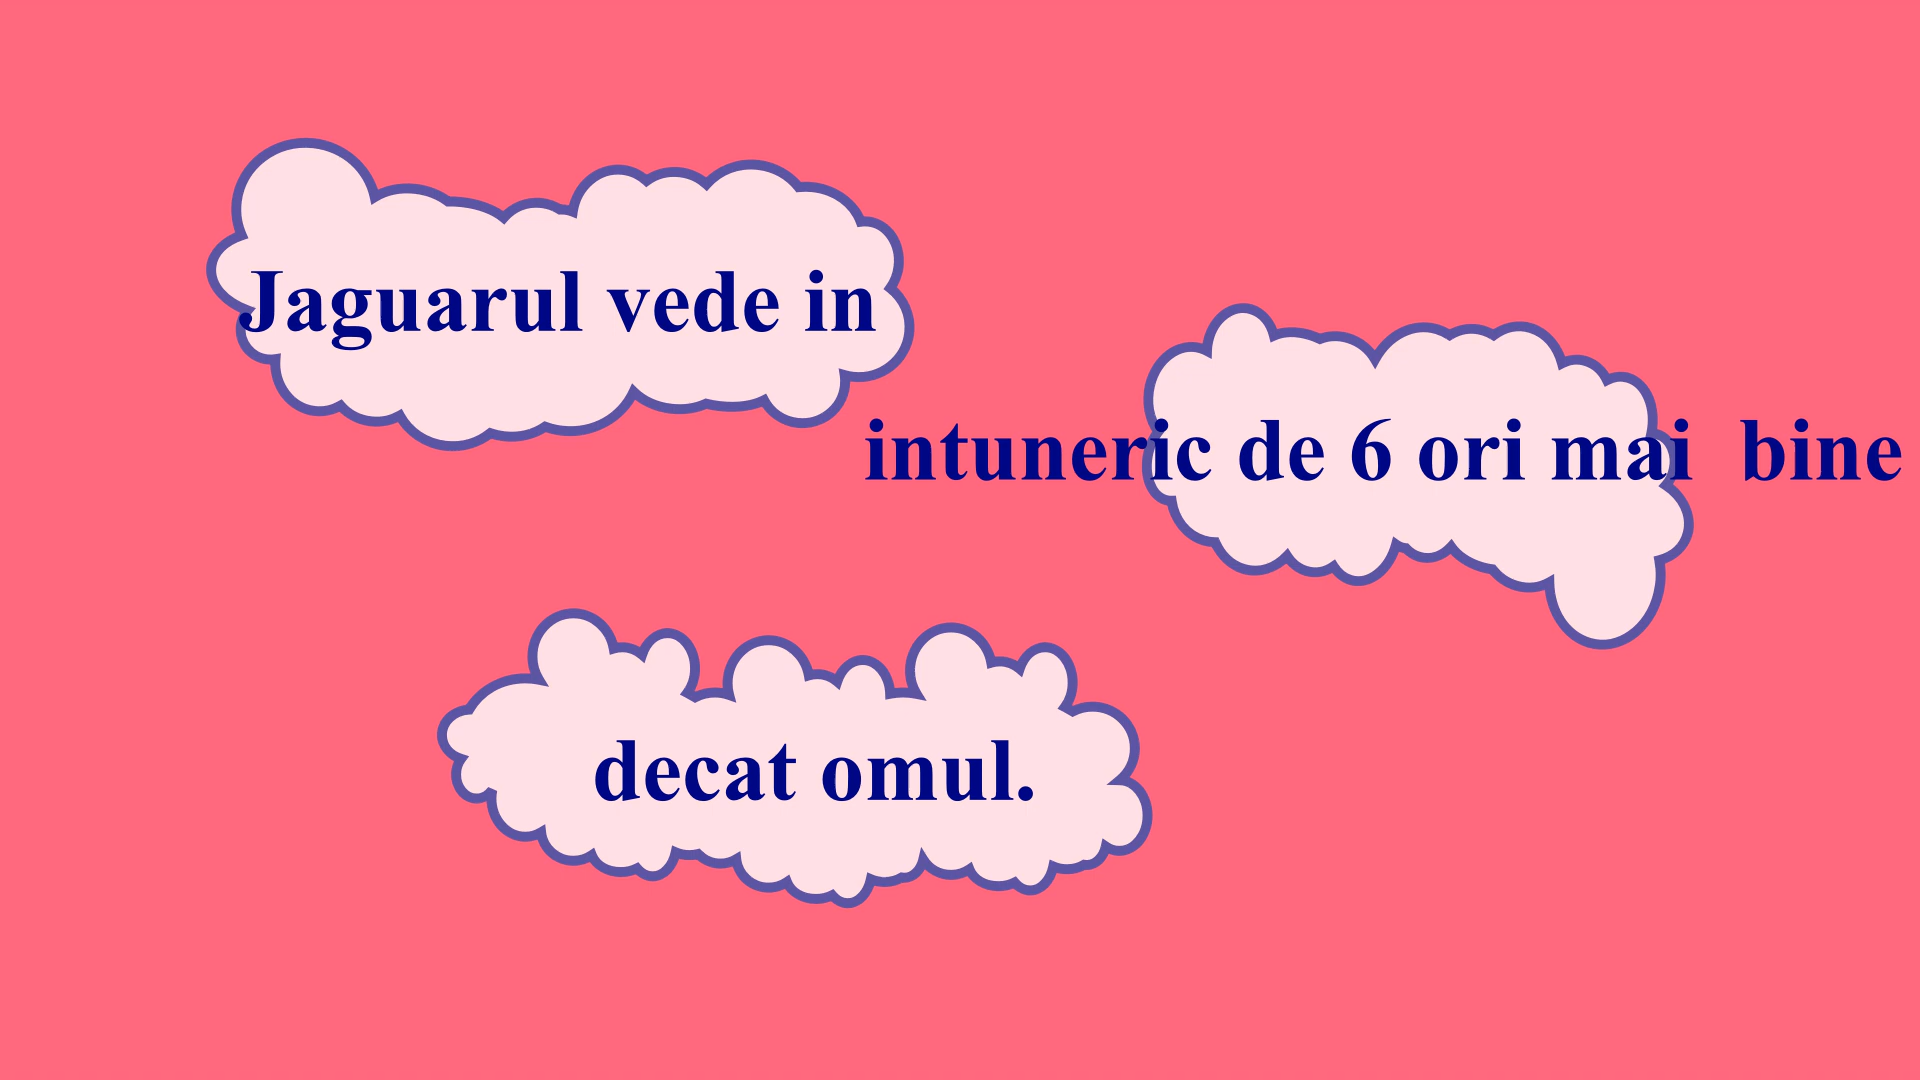 Jaguarul vede in
intuneric de 6 ori mai  bine
decat omul.